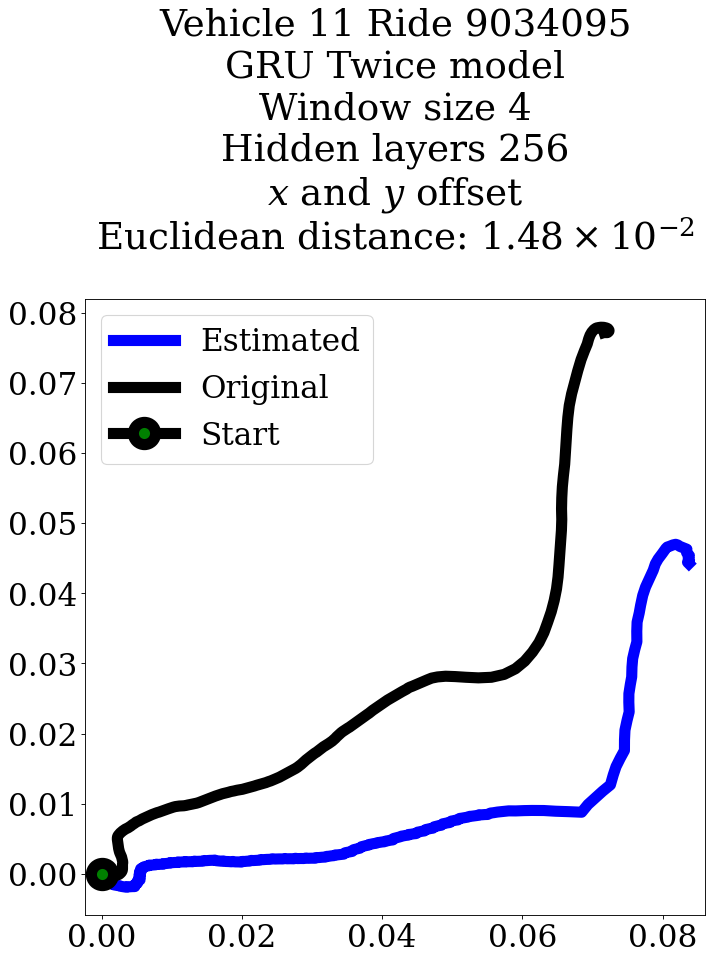 Vehicle 11 Ride 9034095
GRU Twice model
Window size 4
Hidden layers 256
x and y offset
Euclidean distance: 1.48 × 10⁻²
0.08
0.07
0.06
0.05
0.04
0.03
0.02
0.01
0.00
Estimated
Original
Start
0.00 0.02 0.04 0.06 0.08